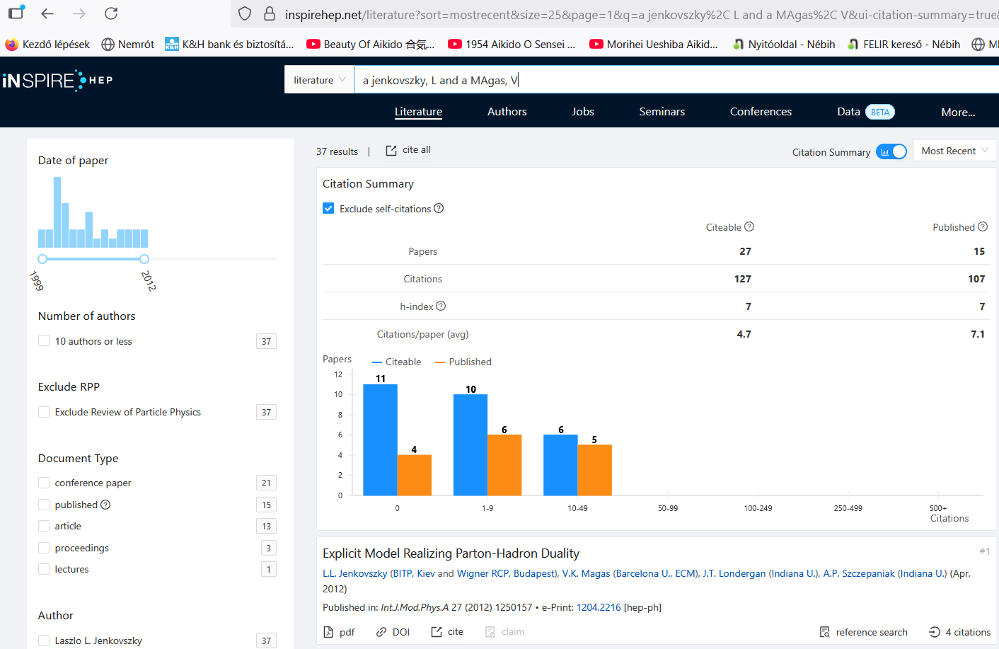 inspirehep.net/literature?sort=mostrecent&size=25&page=1&q=a jenkovszky%2C L and a MAgas%2C V&ui-citation-summary=true&
Kezdő lépések Nemrót K&H bank és biztosítá... Beauty Of Aikido 合気... 1954 Aikido O Sensei ... Morihei Ueshiba Aikid... Nyitóoldal - Nébih FELIR kereső - Nébih
iNSPIRE HEP
literature a jenkovszky, L and a MAgas, V
Literature Authors Jobs Seminars Conferences Data BETA More...
Date of paper
1999 2012
Number of authors
10 authors or less 37
Exclude RPP
Exclude Review of Particle Physics 37
Document Type
conference paper 21
published 15
article 13
proceedings 3
lectures 1
Author
Laszlo L. Jenkovszky 37
37 results | cite all Citation Summary Most Recent
Citation Summary
Exclude self-citations
Citeable Published
Papers 27 15
Citations 127 107
h-index 7 7
Citations/paper (avg) 4.7 7.1
Papers Citeable Published
12
10
8
6
4
2
0
11 4 10 6 6 5
0 1-9 10-49 50-99 100-249 250-499 500+
Citations
Explicit Model Realizing Parton-Hadron Duality #1
L.L. Jenkovszky (BITP, Kiev and Wigner RCP, Budapest), V.K. Magas (Barcelona U., ECM), J.T. Londergan (Indiana U.), A.P. Szczepaniak (Indiana U.) (Apr,
2012)
Published in: Int.J.Mod.Phys.A 27 (2012) 1250157 • e-Print: 1204.2216 [hep-ph]
pdf DOI cite claim reference search 4 citations